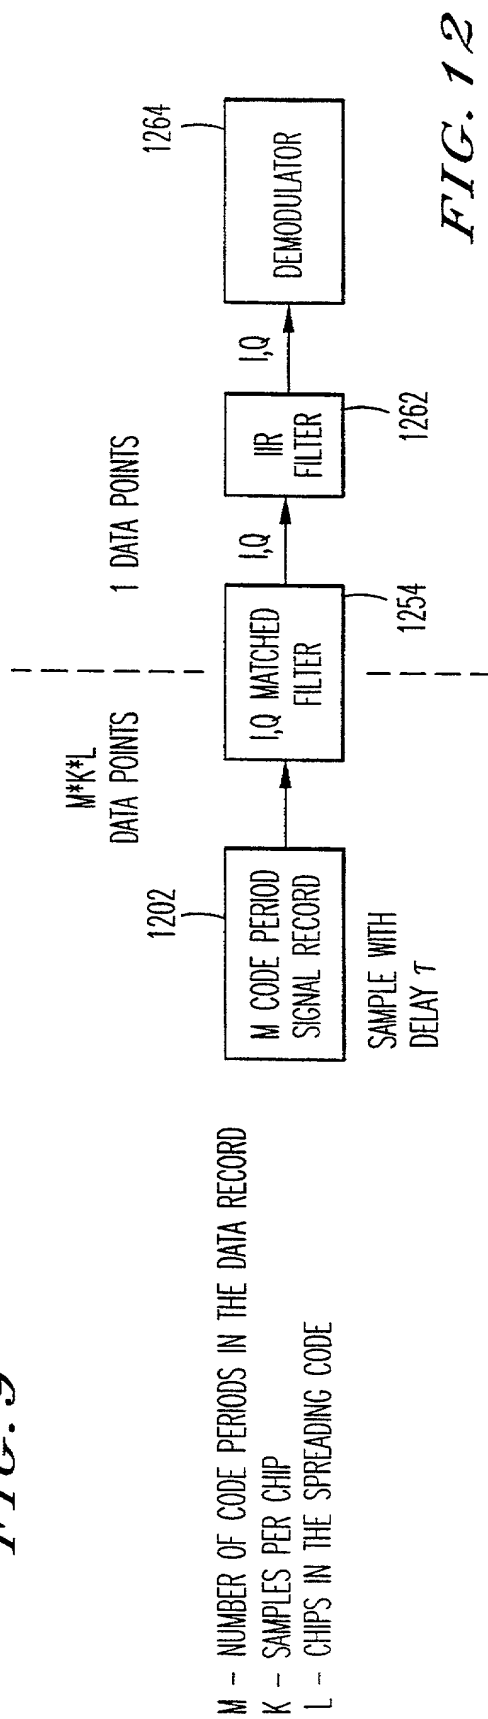 FIG. 9
M - NUMBER OF CODE PERIODS IN THE DATA RECORD
K - SAMPLES PER CHIP
L - CHIPS IN THE SPREADING CODE
M*K*L
DATA POINTS
1 DATA POINTS
1202
M CODE PERIOD
SIGNAL RECORD
SAMPLE WITH
DELAY τ
I,Q MATCHED
FILTER
1254
I,Q
IIR
FILTER
1262
I,Q
DEMODULATOR
1264
FIG. 12